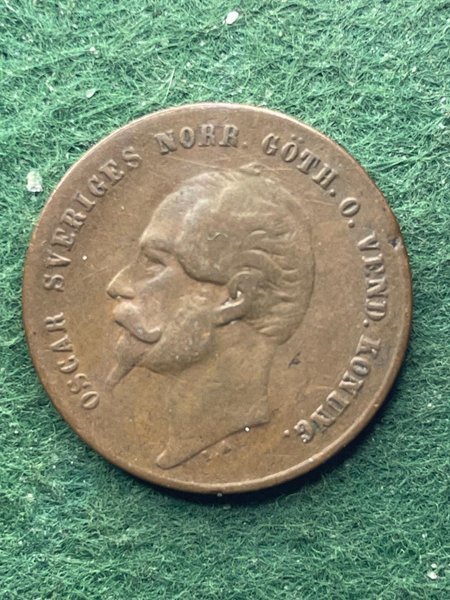 OSCAR SVERIGES NORR. GÖTH. O. VEND. KONUNG.